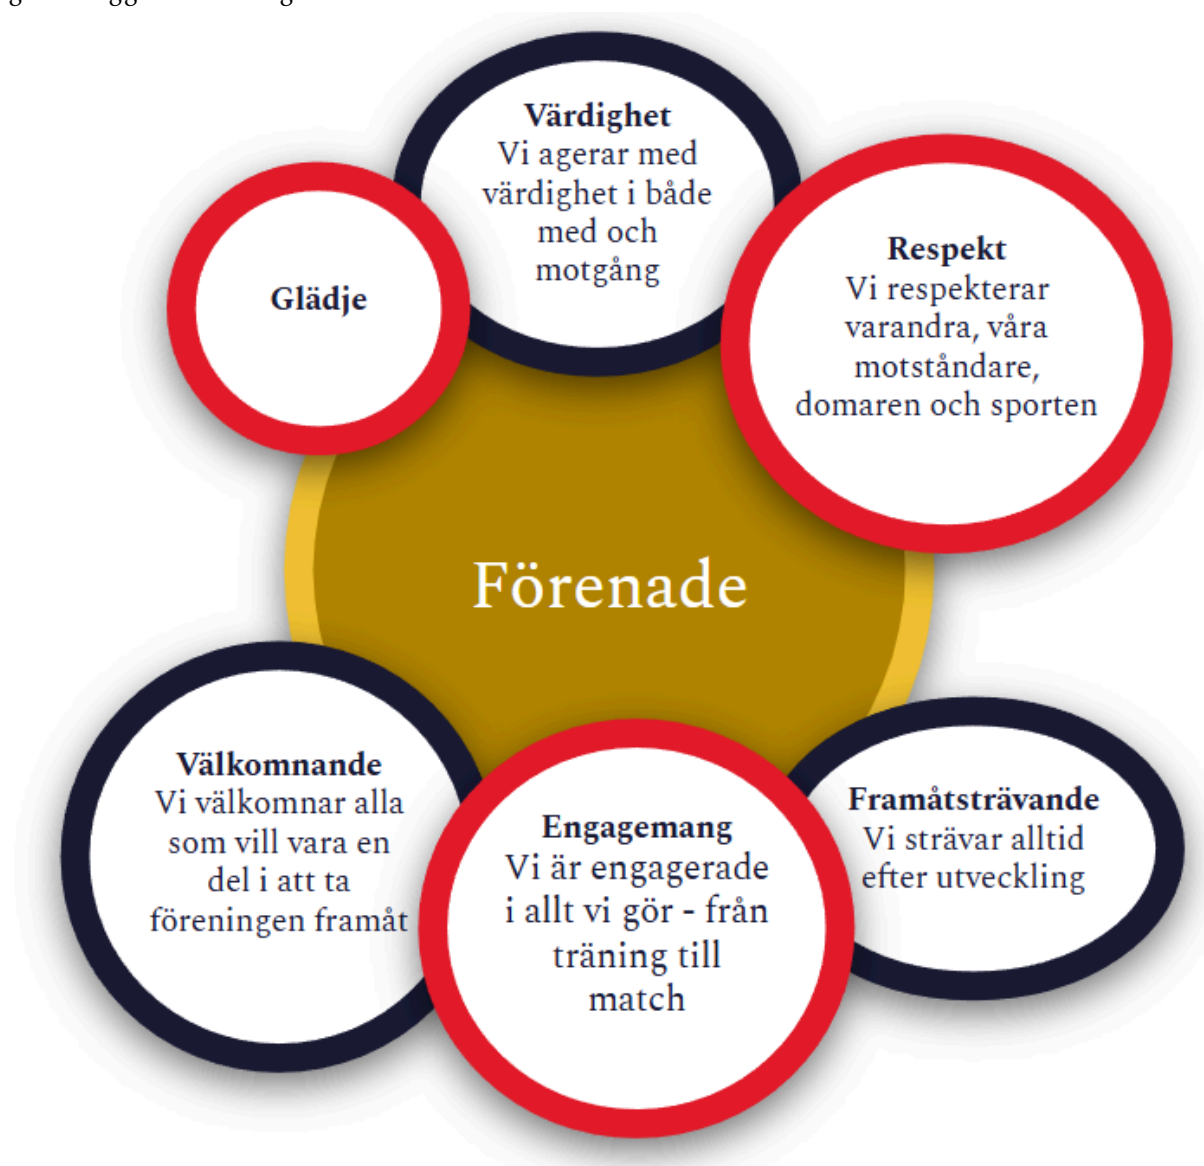 Värdighet
Vi agerar med
värdighet i både
med och
motgång
Glädje
Respekt
Vi respekterar
varandra, våra
motståndare,
domaren och sporten
Förenade
Välkomnande
Vi välkomnar alla
som vill vara en
del i att ta
föreningen framåt
Engagemang
Vi är engagerade
i allt vi gör - från
träning till
match
Framåtsträvande
Vi strävar alltid
efter utveckling